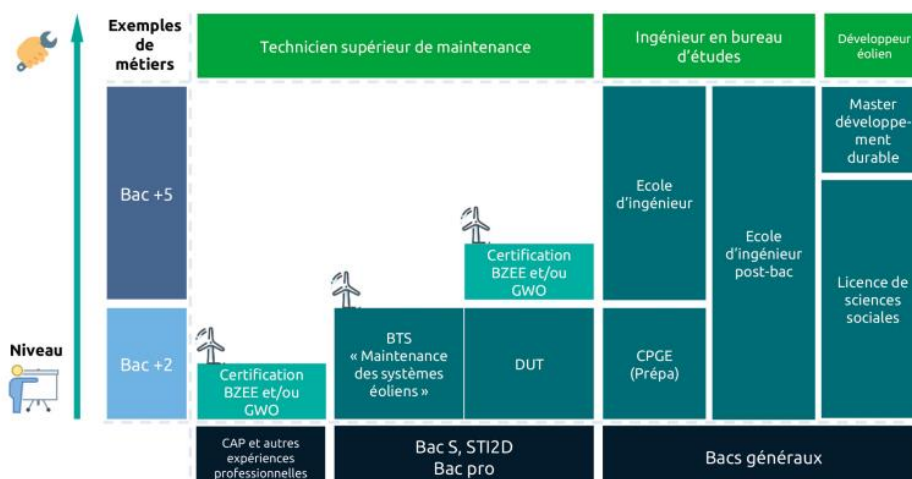 Exemples
de
métiers
Technicien supérieur de maintenance
Ingénieur en bureau
d'études
Développeur
éolien
Bac +5
Ecole
d'ingénieur
Ecole
d'ingénieur
post-bac
Master
développe-
ment
durable
Certification
BZEE et/ou
GWO
Licence de
sciences
sociales
Niveau
Bac +2
Certification
BZEE et/ou
GWO
BTS
« Maintenance
des systèmes
éoliens »
DUT
CPGE
(Prépa)
CAP et autres
expériences
professionnelles
Bac S, STI2D
Bac pro
Bacs généraux